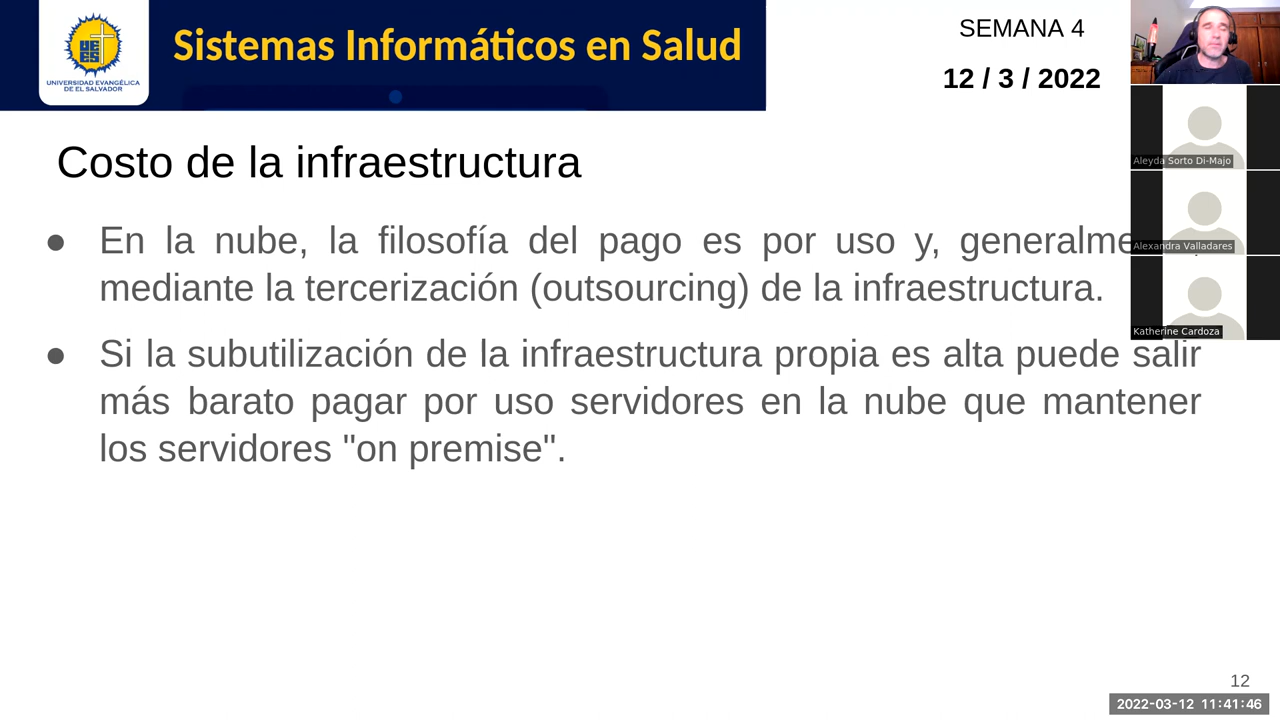 Sistemas Informáticos en Salud
UNIVERSIDAD EVANGÉLICA
DE EL SALVADOR
SEMANA 4
12 / 3 / 2022
Aleyda Sorto Di-Majo
Alexandra Valladares
Katherine Cardoza
Costo de la infraestructura
● En la nube, la filosofía del pago es por uso y,
mediante la tercerización (outsourcing) de la infraestructura.
● Si la subutilización de la infraestructura propia es alta puede salir
más barato pagar por uso servidores en la nube que mantener
los servidores "on premise".
12
2022-03-12 11:41:46